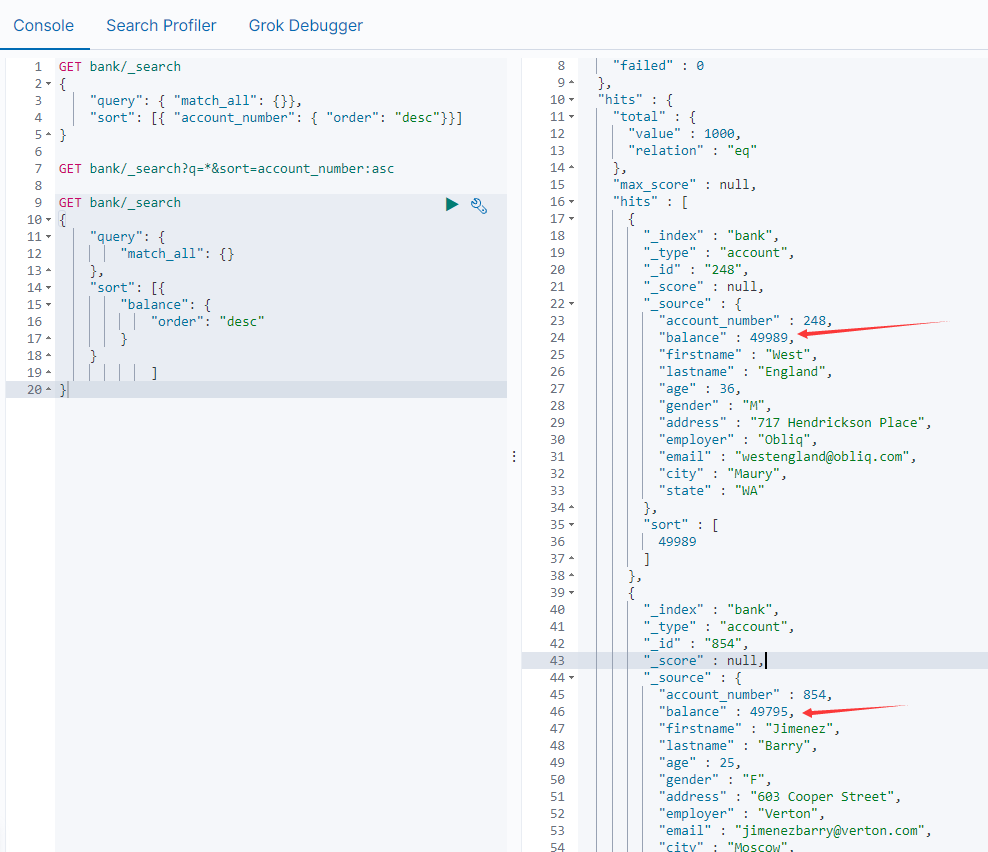 Console Search Profiler Grok Debugger
1 GET bank/_search
2 {
3 "query": { "match_all": {}},
4 "sort": [{ "account_number": { "order": "desc"}}]
5 }
6
7 GET bank/_search?q=*&sort=account_number:asc
8
9 GET bank/_search
10 {
11 "query": {
12 "match_all": {}
13 },
14 "sort": [{
15 "balance": {
16 "order": "desc"
17 }
18 }
19 ]
20 }
8 "failed" : 0
9 },
10 "hits" : {
11 "total" : {
12 "value" : 1000,
13 "relation" : "eq"
14 },
15 "max_score" : null,
16 "hits" : [
17 {
18 "_index" : "bank",
19 "_type" : "account",
20 "_id" : "248",
21 "_score" : null,
22 "_source" : {
23 "account_number" : 248,
24 "balance" : 49989,
25 "firstname" : "West",
26 "lastname" : "England",
27 "age" : 36,
28 "gender" : "M",
29 "address" : "717 Hendrickson Place",
30 "employer" : "Obliq",
31 "email" : "westengland@obliq.com",
32 "city" : "Maury",
33 "state" : "WA"
34 },
35 "sort" : [
36 49989
37 ]
38 },
39 {
40 "_index" : "bank",
41 "_type" : "account",
42 "_id" : "854",
43 "_score" : null,
44 "_source" : {
45 "account_number" : 854,
46 "balance" : 49795,
47 "firstname" : "Jimenez",
48 "lastname" : "Barry",
49 "age" : 25,
50 "gender" : "F",
51 "address" : "603 Cooper Street",
52 "employer" : "Verton",
53 "email" : "jimenezbarry@verton.com",
54 "city" : "Moscow",